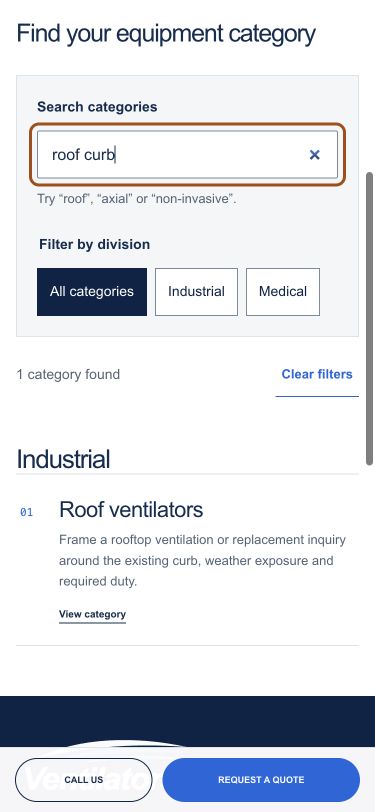 Find your equipment category
Search categories
roof curb
Try “roof”, “axial” or “non-invasive”.
Filter by division
All categories
Industrial
Medical
1 category found
Clear filters
Industrial
01
Roof ventilators
Frame a rooftop ventilation or replacement inquiry
around the existing curb, weather exposure and
required duty.
View category
CALL US
REQUEST A QUOTE